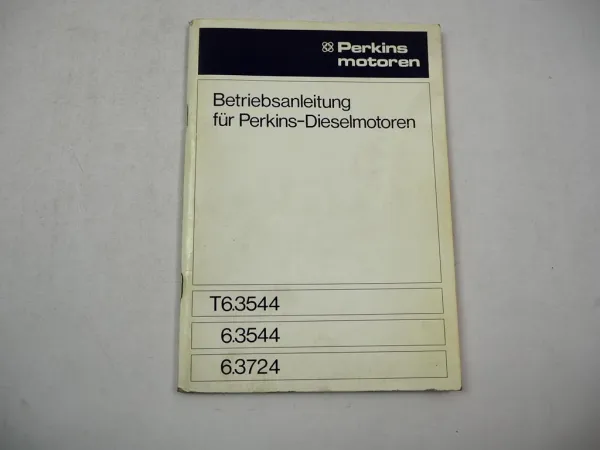 Perkins
motoren
Betriebsanleitung
für Perkins-Dieselmotoren
T6.3544
6.3544
6.3724